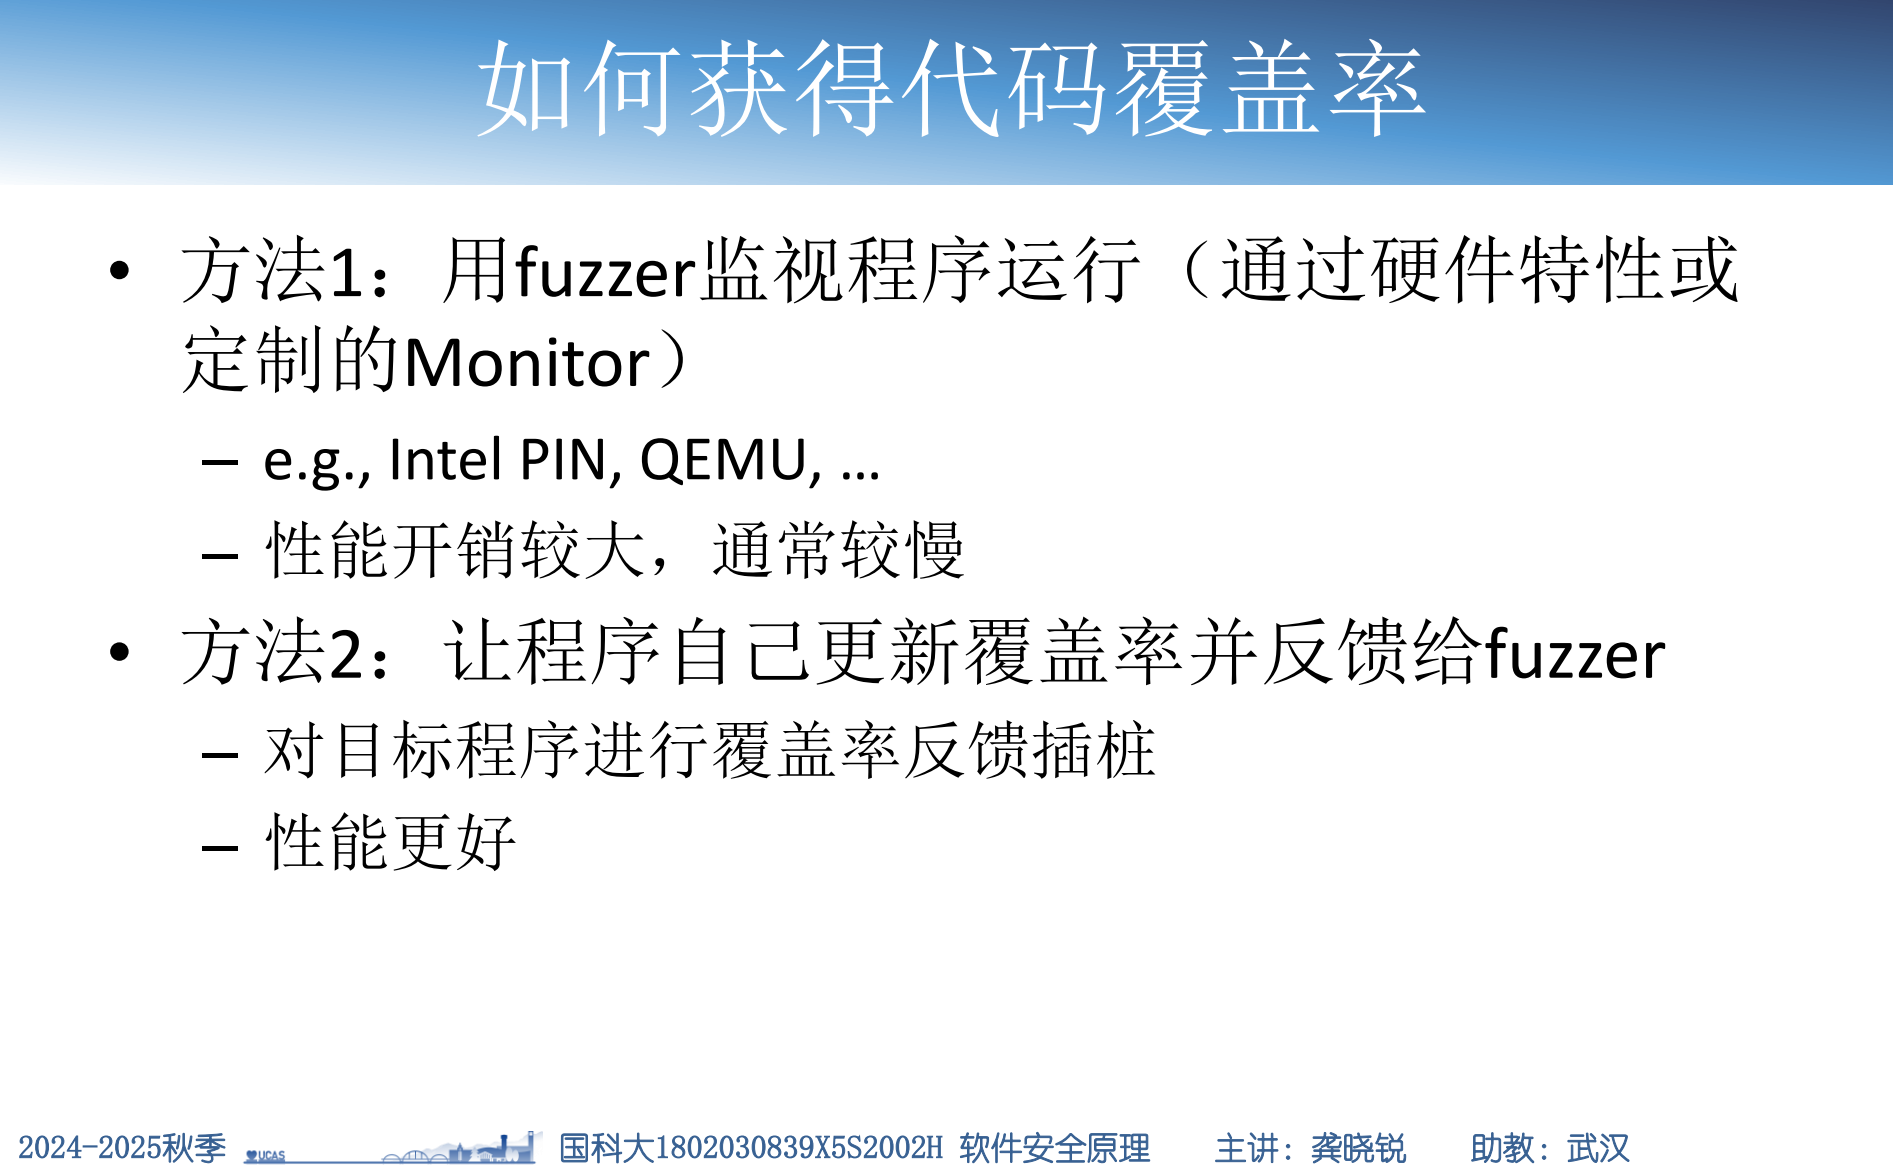 如何获得代码覆盖率
• 方法1：用fuzzer监视程序运行（通过硬件特性或
定制的Monitor）
– e.g., Intel PIN, QEMU, …
– 性能开销较大，通常较慢
• 方法2：让程序自己更新覆盖率并反馈给fuzzer
– 对目标程序进行覆盖率反馈插桩
– 性能更好
2024-2025秋季 UCAS 国科大1802030839X5S2002H 软件安全原理 主讲：龚晓锐 助教：武汉